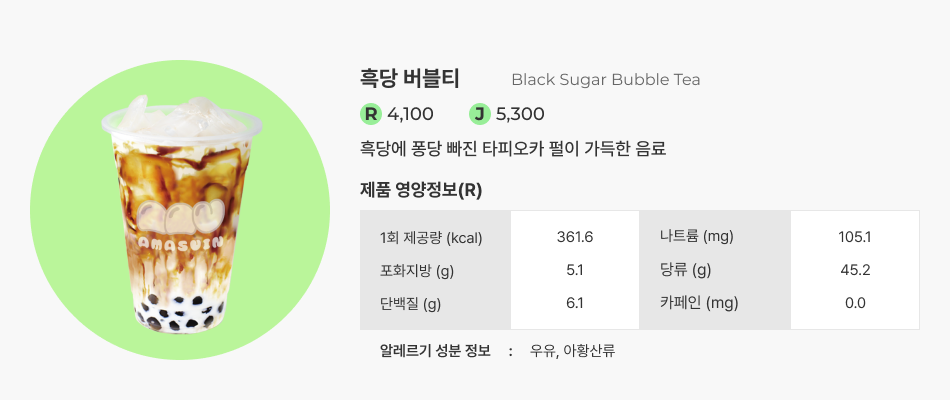 흑당 버블티 Black Sugar Bubble Tea
R 4,100 J 5,300
흑당에 퐁당 빠진 타피오카 펄이 가득한 음료
제품 영양정보(R)
1회 제공량 (kcal) 361.6 나트륨 (mg) 105.1
포화지방 (g) 5.1 당류 (g) 45.2
단백질 (g) 6.1 카페인 (mg) 0.0
알레르기 성분 정보 : 우유, 아황산류
AMASVIN